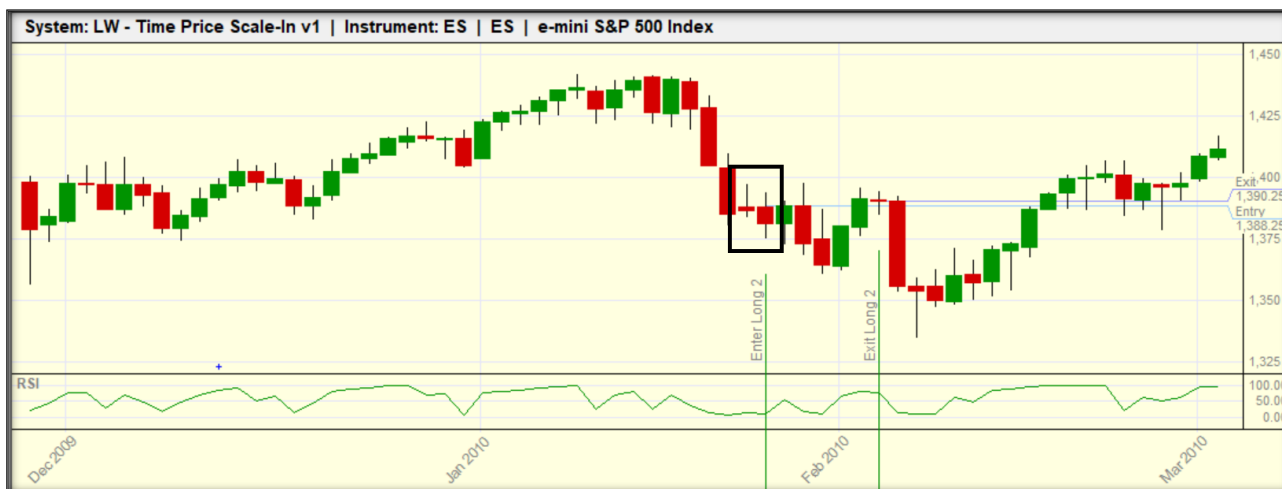 System: LW - Time Price Scale-In v1 | Instrument: ES | ES | e-mini S&P 500 Index
1,450
1,425
1,400
Exit
1,390.25
Entry
1,388.25
1,375
1,350
1,325
Enter Long 2
Exit Long 2
RSI
100.00
50.00
0.00
Dec 2009
Jan 2010
Feb 2010
Mar 2010